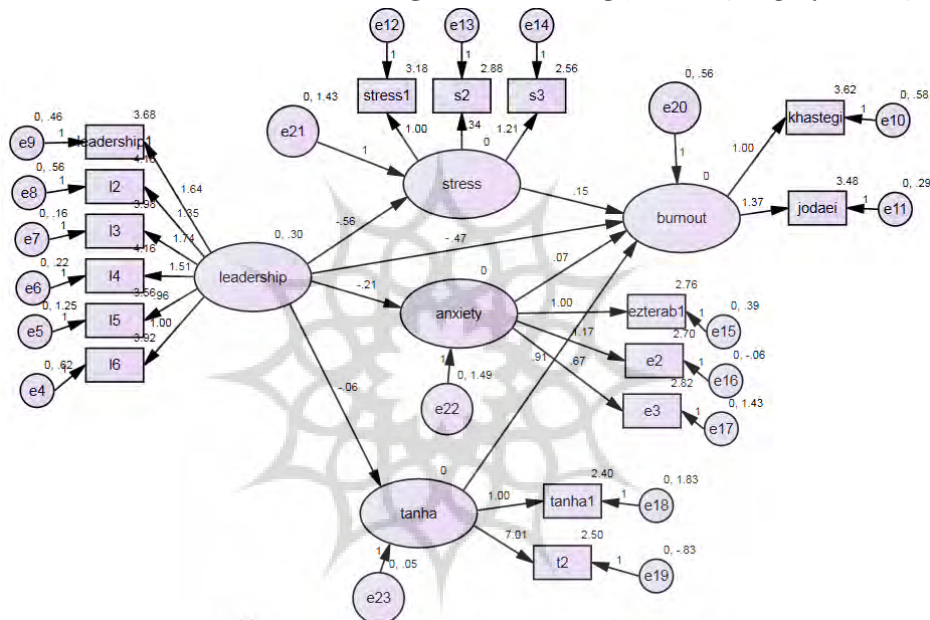 e12
e13
e14
1
1
1
3.18
2.88
2.56
stress1
s2
s3
0, 1.43
e21
1
1.00
.34
1.21
0
stress
0, .56
e20
1
0
burnout
3.62
khastegi
1
0, .58
e10
1.00
1.37
3.48
jodaei
1
0, .29
e11
0, .46
e9
1
3.68
leadership1
0, .56
e8
1
4.16
l2
0, .16
e7
1
3.98
l3
0, .22
e6
1
4.16
l4
0, 1.25
e5
1
3.56
l5
0, .62
e4
1
3.92
l6
1.64
1.35
1.74
1.51
.96
1.00
0, .30
leadership
-.56
-.47
-.21
-.06
.15
.07
.67
0
anxiety
1
0, 1.49
e22
1.00
1.17
.91
2.76
ezterab1
1
0, .39
e15
2.70
e2
1
0, -.06
e16
2.82
e3
1
0, 1.43
e17
0
tanha
1
0, .05
e23
1.00
7.01
2.40
tanha1
1
0, 1.83
e18
2.50
t2
1
0, -.83
e19